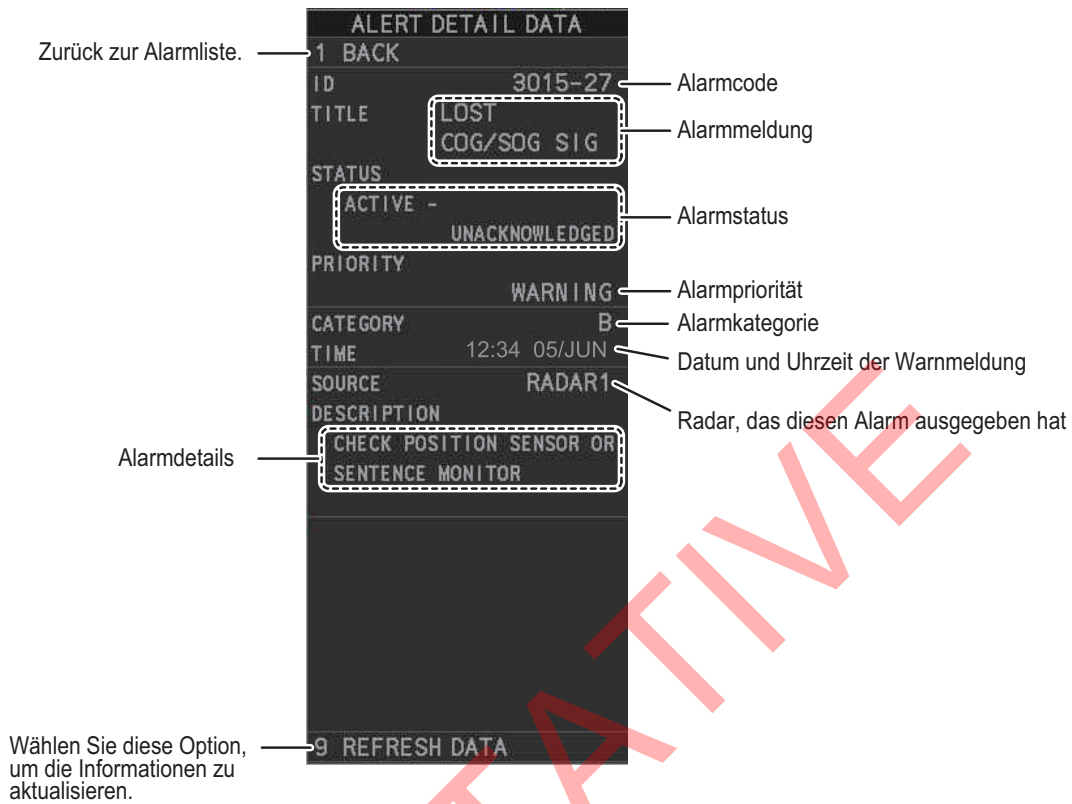 ALERT DETAIL DATA
Zurück zur Alarmliste.
1 BACK
ID 3015-27
Alarmcode
TITLE LOST
COG/SOG SIG
Alarmmeldung
STATUS
ACTIVE -
UNACKNOWLEDGED
Alarmstatus
PRIORITY
WARNING
Alarmpriorität
CATEGORY B
Alarmkategorie
TIME 12:34 05/JUN
Datum und Uhrzeit der Warnmeldung
SOURCE RADAR1
Radar, das diesen Alarm ausgegeben hat
DESCRIPTION
CHECK POSITION SENSOR OR
SENTENCE MONITOR
Alarmdetails
9 REFRESH DATA
Wählen Sie diese Option,
um die Informationen zu
aktualisieren.
TATIVE